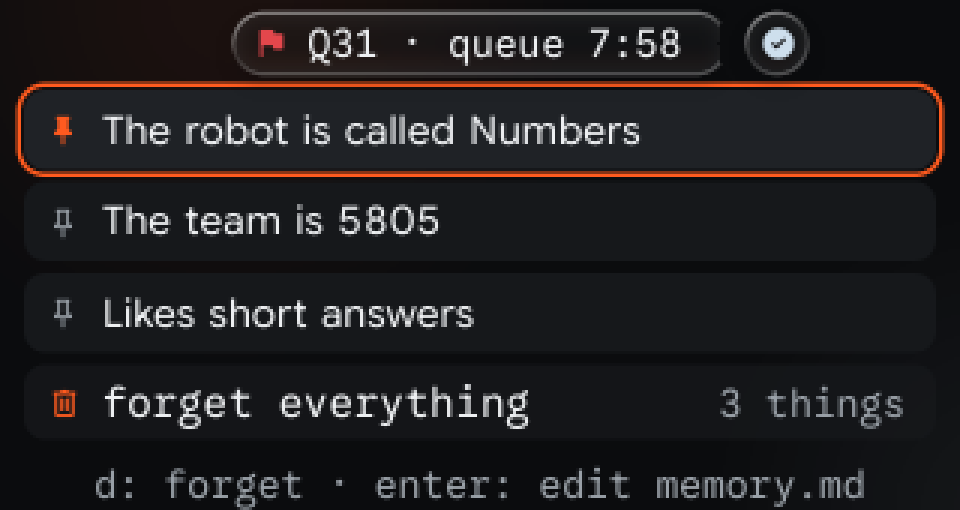 Q31 · queue 7:58
The robot is called Numbers
The team is 5805
Likes short answers
forget everything 3 things
d: forget · enter: edit memory.md